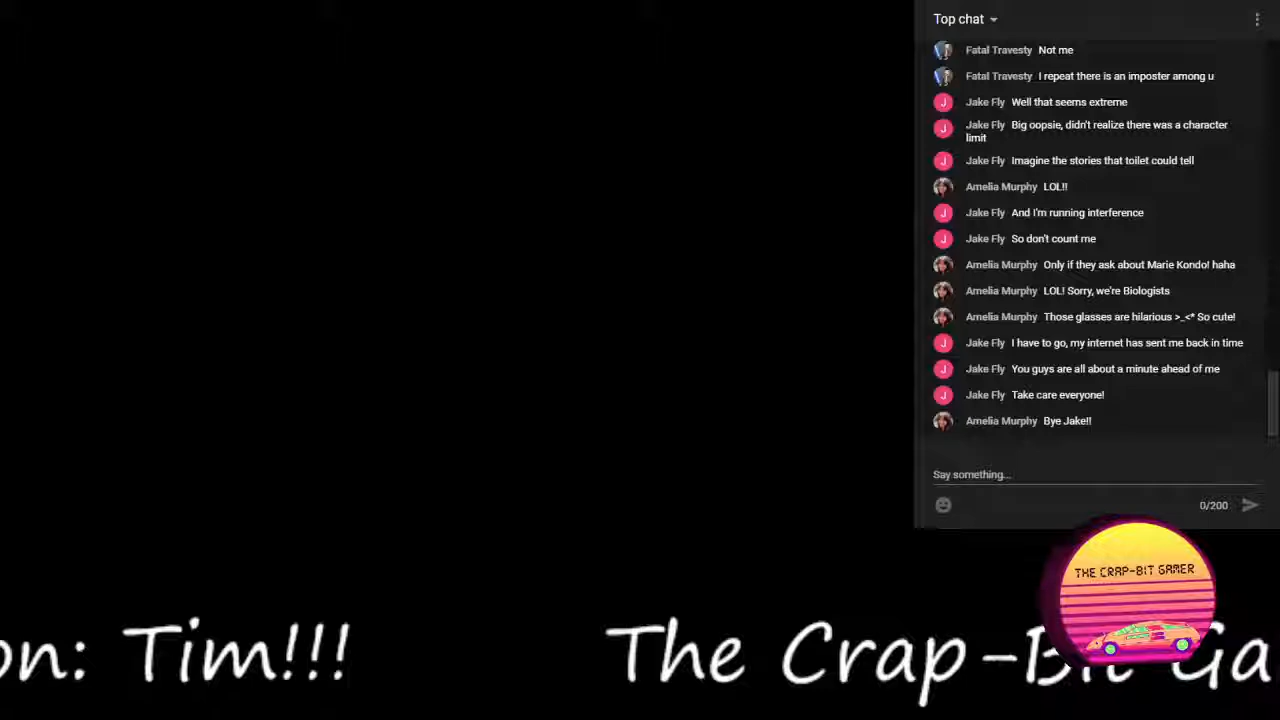 Top chat
Fatal Travesty Not me
Fatal Travesty I repeat there is an imposter among u
Jake Fly Well that seems extreme
Jake Fly Big oopsie, didn't realize there was a character
limit
Jake Fly Imagine the stories that toilet could tell
Amelia Murphy LOL!!
Jake Fly And I'm running interference
Jake Fly So don't count me
Amelia Murphy Only if they ask about Marie Kondo! haha
Amelia Murphy LOL! Sorry, we're Biologists
Amelia Murphy Those glasses are hilarious >_<* So cute!
Jake Fly I have to go, my internet has sent me back in time
Jake Fly You guys are all about a minute ahead of me
Jake Fly Take care everyone!
Amelia Murphy Bye Jake!!
Say something...
0/200
THE CRAP-BIT GAMER
on: Tim!!! The Crap-Bit Ga